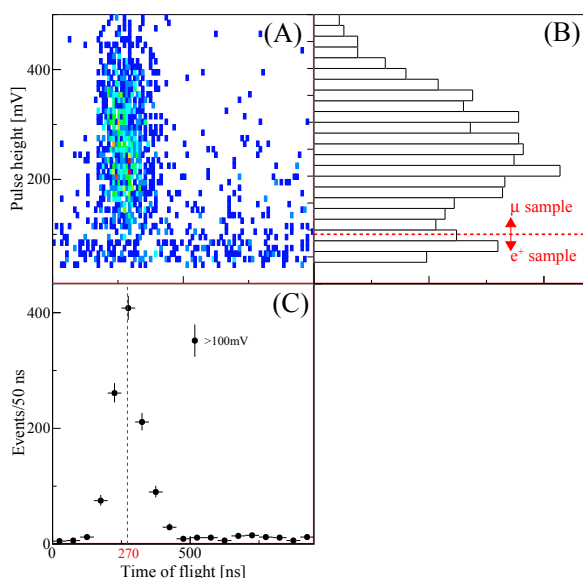 (A)
(B)
Pulse height [mV]
400
200
μ sample
e⁺ sample
(C)
>100mV
Events/50 ns
400
200
0
0
270
500
Time of flight [ns]